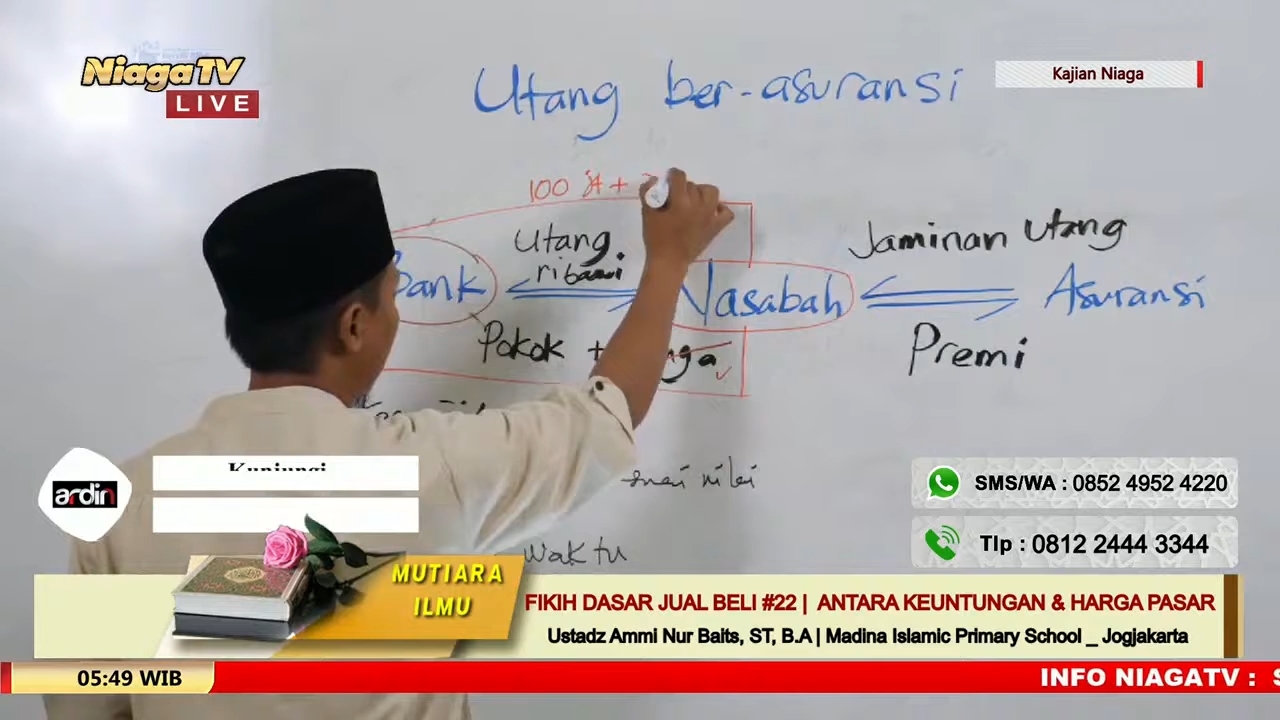 NiagaTV
LIVE
Kajian Niaga
Utang ber-asuransi
100 jt +
Utang
ribawi
Jaminan Utang
Bank
Nasabah
Asuransi
Pokok +
Premi
nilai
waktu
ardin
Kunjungi
SMS/WA : 0852 4952 4220
Tlp : 0812 2444 3344
MUTIARA
ILMU
FIKIH DASAR JUAL BELI #22 | ANTARA KEUNTUNGAN & HARGA PASAR
Ustadz Ammi Nur Baits, ST, B.A | Madina Islamic Primary School _ Jogjakarta
05:49 WIB
INFO NIAGATV : S